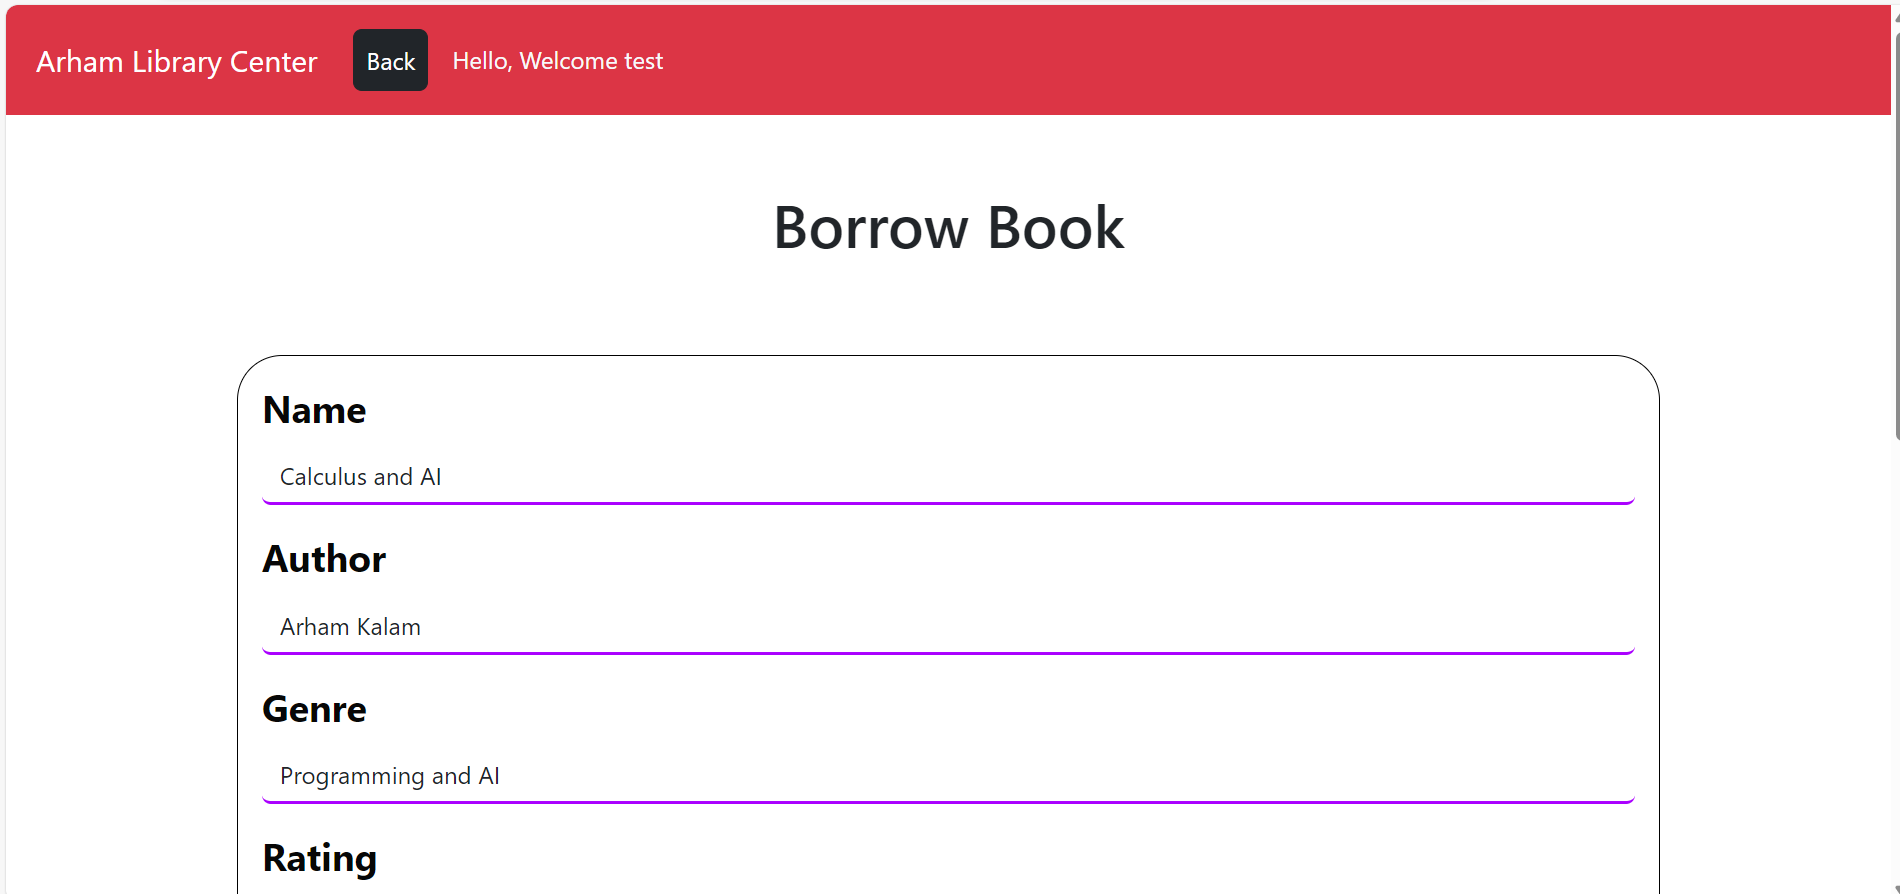 Arham Library Center Back Hello, Welcome test
Borrow Book
Name
Calculus and AI
Author
Arham Kalam
Genre
Programming and AI
Rating